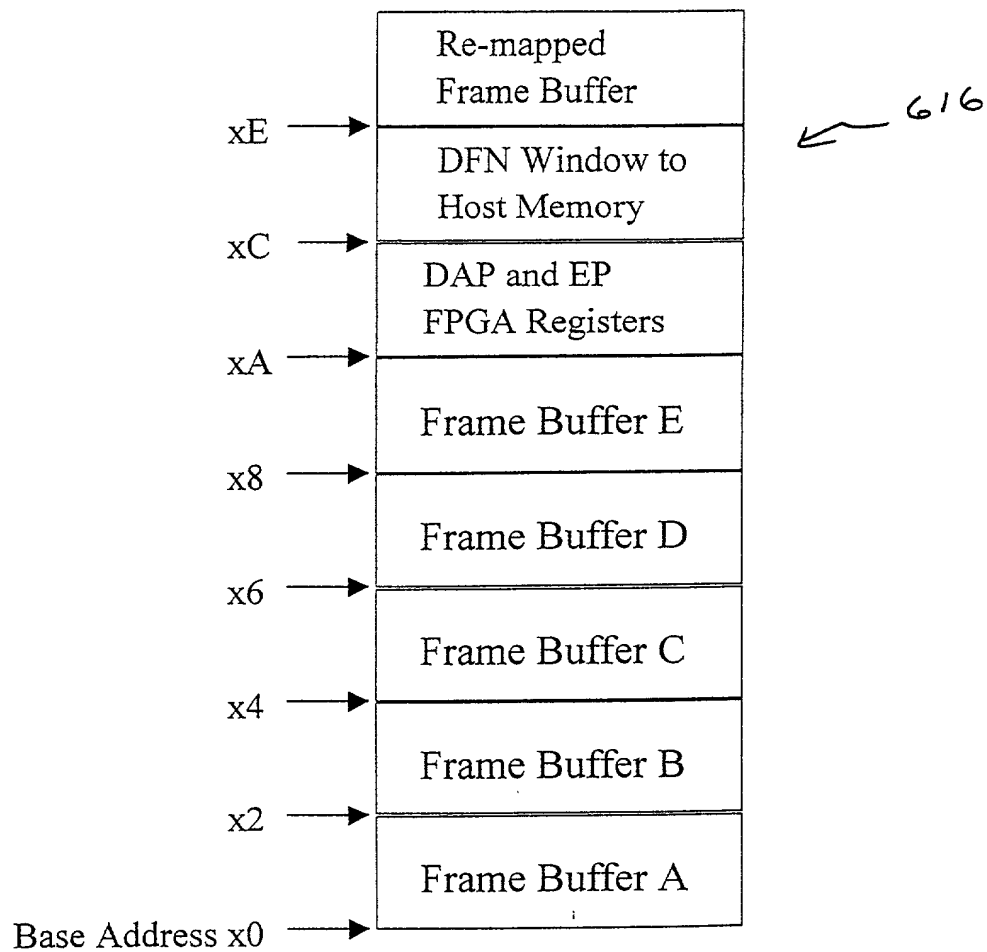 Re-mapped
Frame Buffer
616
xE
DFN Window to
Host Memory
xC
DAP and EP
FPGA Registers
xA
Frame Buffer E
x8
Frame Buffer D
x6
Frame Buffer C
x4
Frame Buffer B
x2
Frame Buffer A
Base Address x0